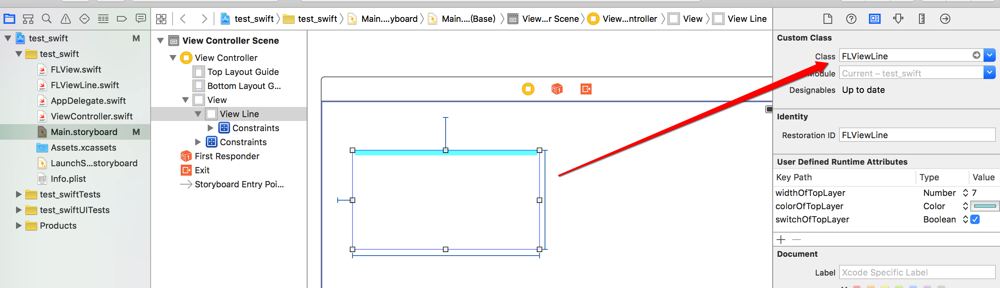 test_swift M
test_swift
FLView.swift
FLViewLine.swift
AppDelegate.swift
ViewController.swift
Main.storyboard M
Assets.xcassets
LaunchS...storyboard
Info.plist
test_swiftTests
test_swiftUITests
Products
test_swift test_swift Main....yboard Main....(Base) View...r Scene View...ntroller View View Line
View Controller Scene
View Controller
Top Layout Guide
Bottom Layout G...
View
View Line
Constraints
Constraints
First Responder
Exit
Storyboard Entry Poi...
Custom Class
Class FLViewLine
Module Current – test_swift
Designables Up to date
Identity
Restoration ID FLViewLine
User Defined Runtime Attributes
Key Path Type Value
widthOfTopLayer Number 7
colorOfTopLayer Color
switchOfTopLayer Boolean
Document
Label Xcode Specific Label